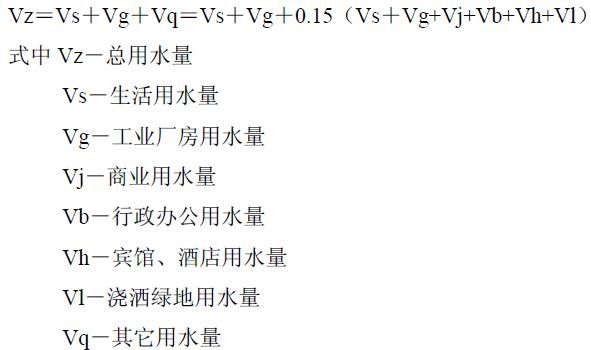 Vz＝Vs＋Vg＋Vq＝Vs＋Vg＋0.15（Vs＋Vg+Vj+Vb+Vh+Vl）
式中 Vz－总用水量
Vs－生活用水量
Vg－工业厂房用水量
Vj－商业用水量
Vb－行政办公用水量
Vh－宾馆、酒店用水量
Vl－浇洒绿地用水量
Vq－其它用水量